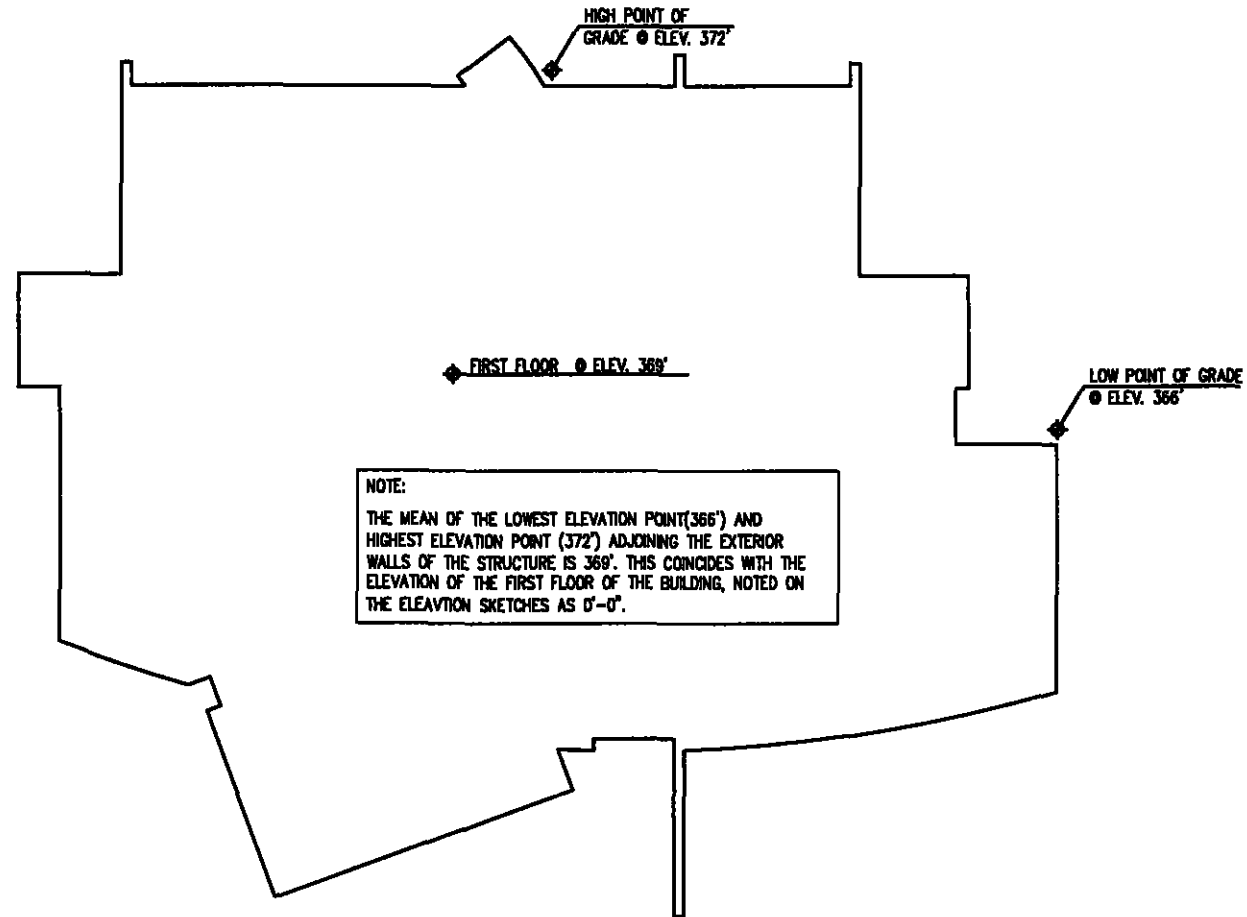 HIGH POINT OF
GRADE @ ELEV. 372'
FIRST FLOOR @ ELEV. 369'
LOW POINT OF GRADE
@ ELEV. 366'
NOTE:
THE MEAN OF THE LOWEST ELEVATION POINT(366') AND
HIGHEST ELEVATION POINT (372') ADJOINING THE EXTERIOR
WALLS OF THE STRUCTURE IS 369'. THIS COINCIDES WITH THE
ELEVATION OF THE FIRST FLOOR OF THE BUILDING, NOTED ON
THE ELEAVTION SKETCHES AS 0'-0".